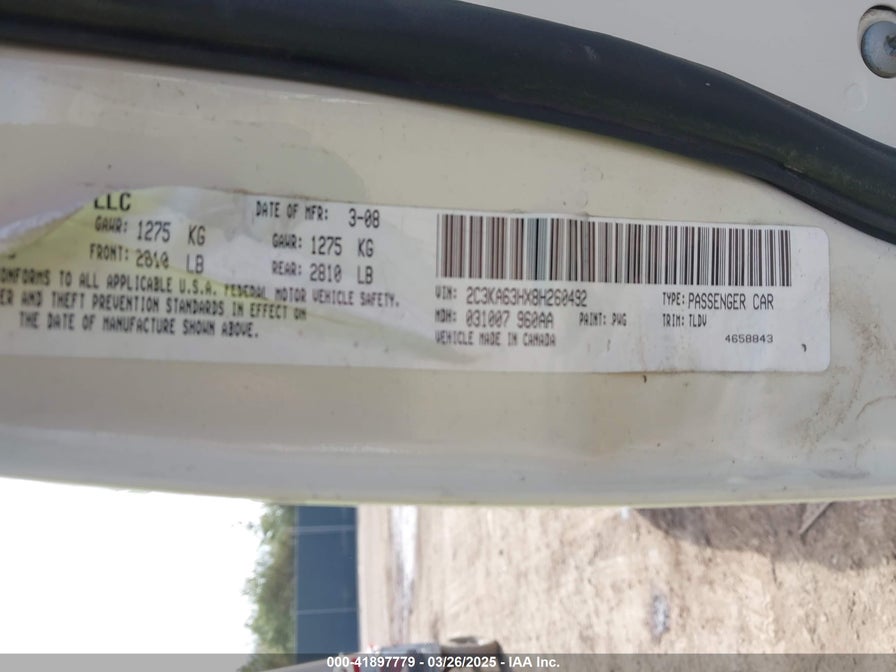 LLC
DATE OF MFR: 3-08
GAWR: 1275 KG
GAWR: 1275 KG
FRONT: 2810 LB
REAR: 2810 LB
CONFORMS TO ALL APPLICABLE U.S.A. FEDERAL MOTOR VEHICLE SAFETY,
ER AND THEFT PREVENTION STANDARDS IN EFFECT ON
THE DATE OF MANUFACTURE SHOWN ABOVE.
VIN: 2C3KA63HX8H260492
TYPE: PASSENGER CAR
MDH: 031007 960AA
PAINT: PWG
TRIM: TLDV
VEHICLE MADE IN CANADA
4658843
000-41897779 - 03/26/2025 - IAA Inc.